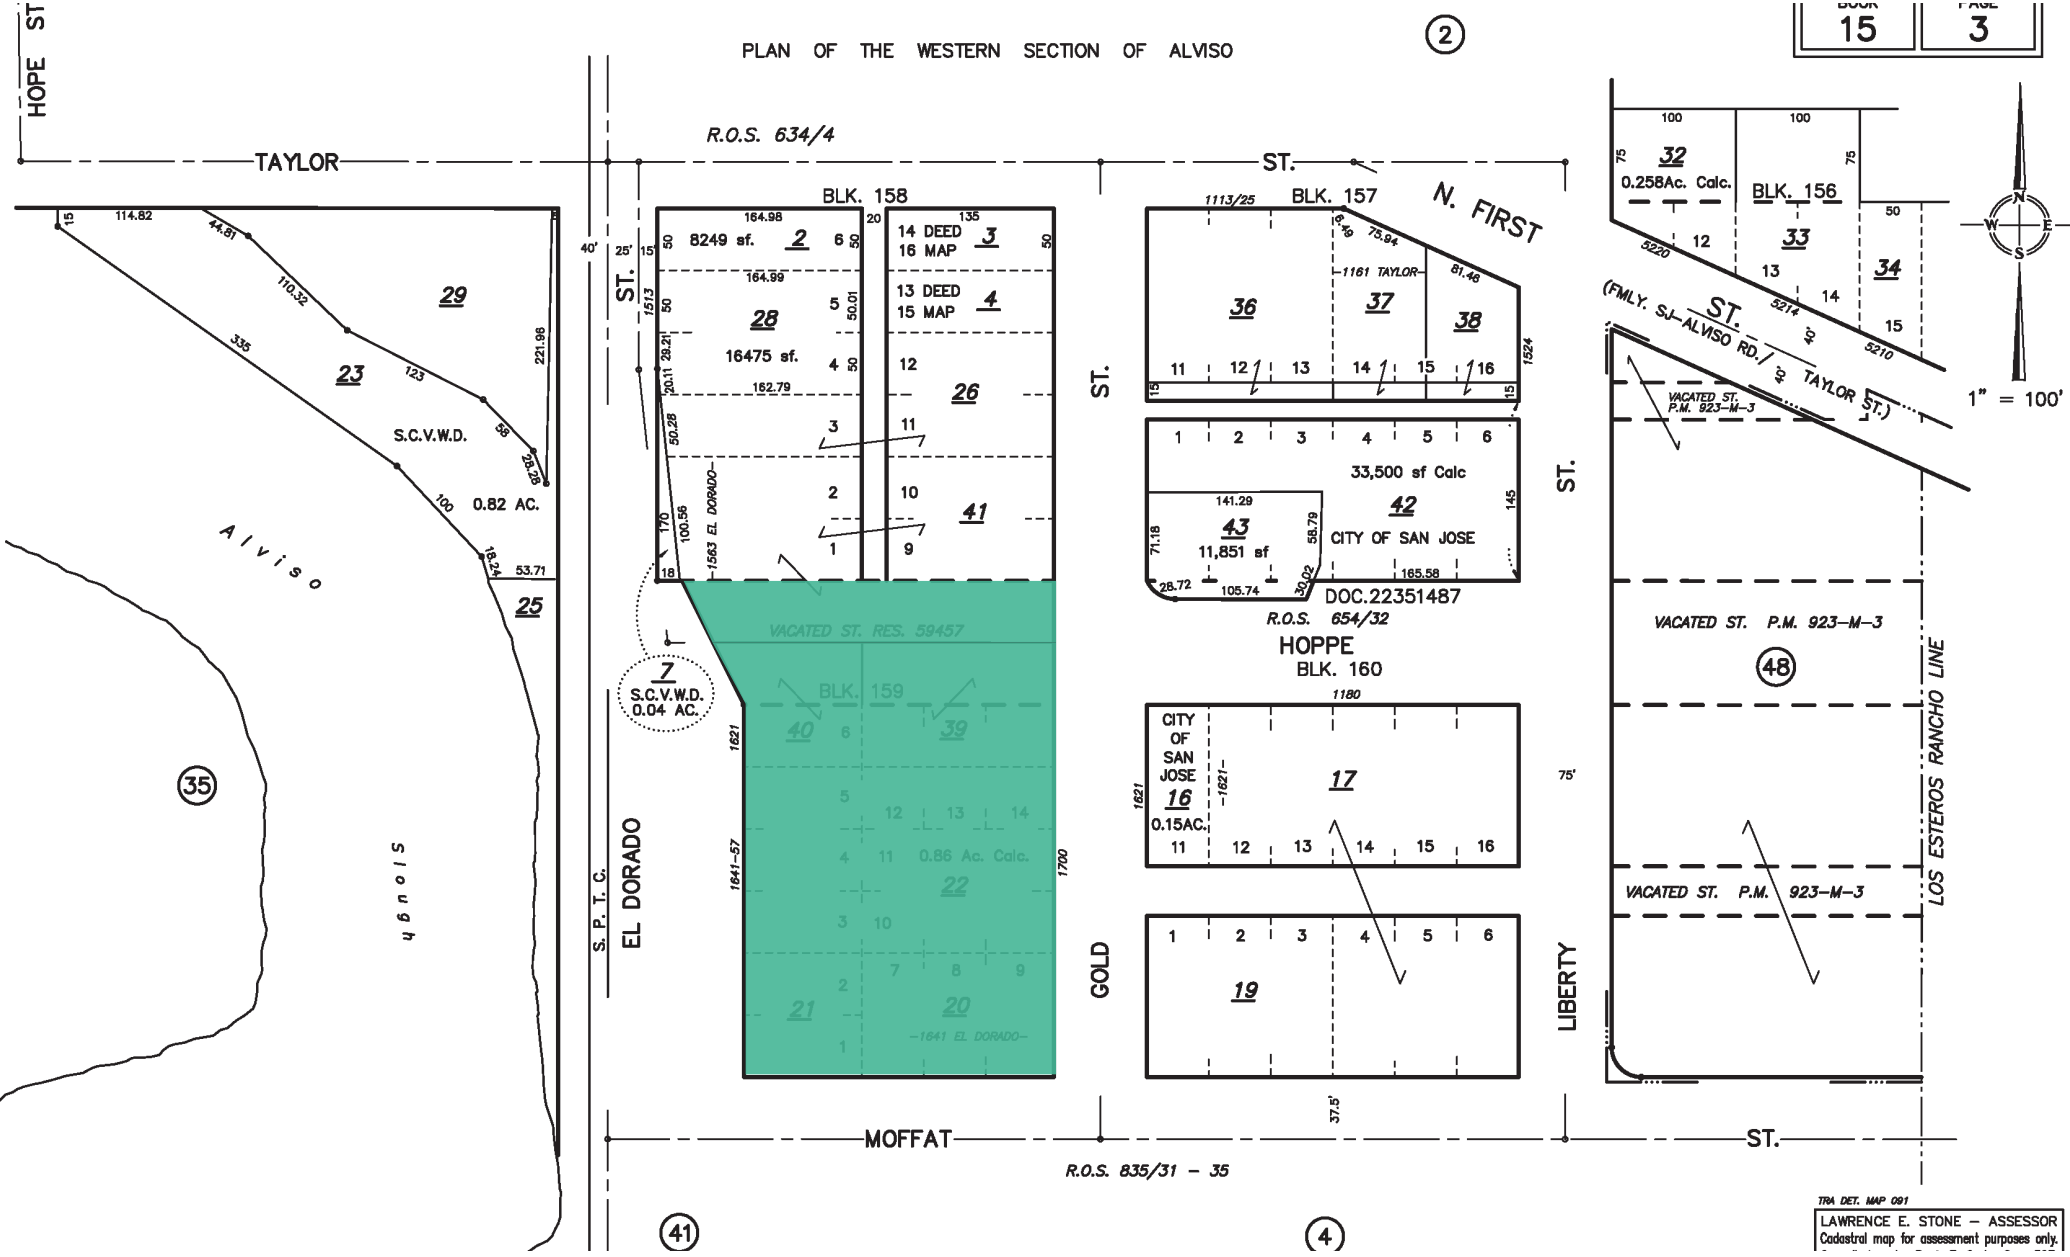 HOPE ST
PLAN OF THE WESTERN SECTION OF ALVISO
2
BOOK
15
PAGE
3
R.O.S. 634/4
TAYLOR
ST.
N. FIRST
ST.
(FMLY. SJ-ALVISO RD./ TAYLOR ST.)
40'
40'
1" = 100'
N
W
E
S
15
114.82
44.81
110.32
29
221.96
335
23
123
58
28.28
S.C.V.W.D.
0.82 AC.
100
18.24
53.71
25
Alviso
Slough
35
40'
25'
15'
ST.
1513
BLK. 158
164.98
20
135
50
8249 sf.
2
6
50
14 DEED
16 MAP
3
50
164.99
50
28
5
50.01
13 DEED
15 MAP
4
29.21
16475 sf.
4
50
12
20.11
162.79
26
50.28
3
11
1563 EL DORADO
2
10
41
170
100.56
1
9
18
7
S.C.V.W.D.
0.04 AC.
VACATED ST. RES. 59457
BLK. 159
40
6
39
1621
5
12
13
14
1641-57
4
11
0.86 Ac. Calc.
22
1700
3
10
7
8
9
2
21
20
-1641 EL DORADO-
1
S. P. T. C.
EL DORADO
ST.
GOLD
1113/25
BLK. 157
6.49
75.94
81.46
-1161 TAYLOR-
36
37
38
1524
11
12
13
14
15
16
15
15
1
2
3
4
5
6
33,500 sf Calc
42
145
CITY OF SAN JOSE
141.29
43
11,851 sf
71.18
58.79
28.72
105.74
30.02
165.58
DOC.22351487
R.O.S. 654/32
HOPPE
BLK. 160
1180
CITY
OF
SAN
JOSE
16
0.15AC.
1621
-1621-
17
11
12
13
14
15
16
1
2
3
4
5
6
19
37.5'
ST.
75'
LIBERTY
100
100
75
32
0.258Ac. Calc.
75
BLK. 156
50
12
33
34
13
14
15
5220
5214
5210
VACATED ST.
P.M. 923-M-3
VACATED ST. P.M. 923-M-3
48
LOS ESTEROS RANCHO LINE
VACATED ST. P.M. 923-M-3
MOFFAT
ST.
R.O.S. 835/31 - 35
41
4
TRA DET. MAP 091
LAWRENCE E. STONE - ASSESSOR
Cadastral map for assessment purposes only.